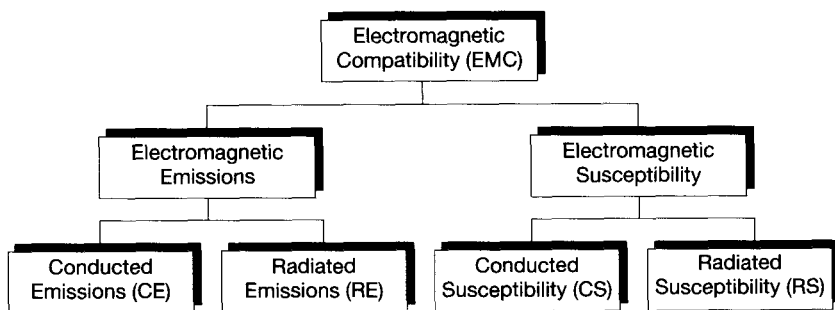 Electromagnetic
Compatibility (EMC)
Electromagnetic
Emissions
Electromagnetic
Susceptibility
Conducted
Emissions (CE)
Radiated
Emissions (RE)
Conducted
Susceptibility (CS)
Radiated
Susceptibility (RS)